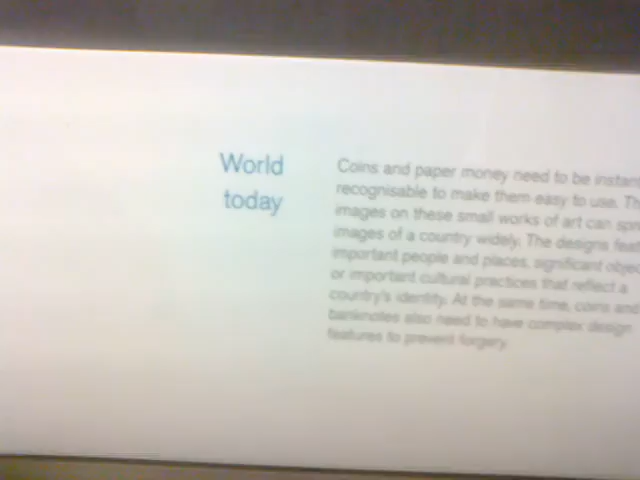 World
today
Coins and paper money need to be instant
recognisable to make them easy to use. Th
images on these small works of art can spre
images of a country widely. The designs feat
important people and places, significant objec
or important cultural practices that reflect a
country's identity. At the same time, coins and
banknotes also need to have complex design
features to prevent forgery.